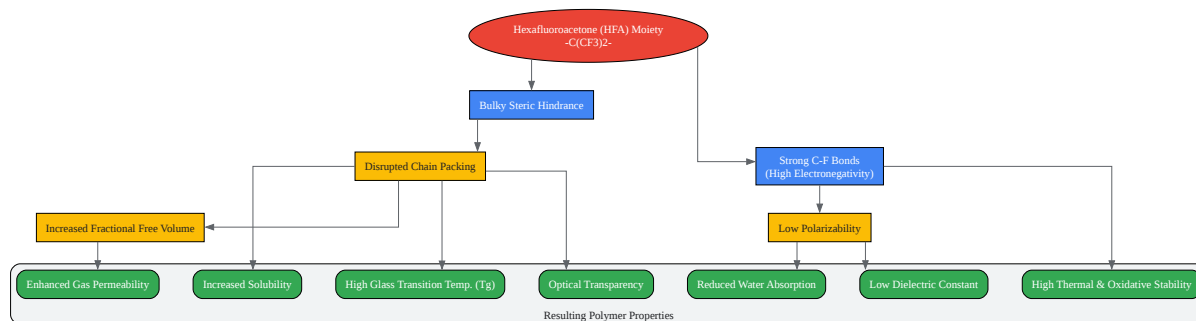 Hexafluoroacetone (HFA) Moiety
-C(CF3)2-
Bulky Steric Hindrance
Disrupted Chain Packing
Strong C-F Bonds
(High Electronegativity)
Increased Fractional Free Volume
Low Polarizability
Enhanced Gas Permeability
Increased Solubility
High Glass Transition Temp. (Tg)
Optical Transparency
Reduced Water Absorption
Low Dielectric Constant
High Thermal & Oxidative Stability
Resulting Polymer Properties